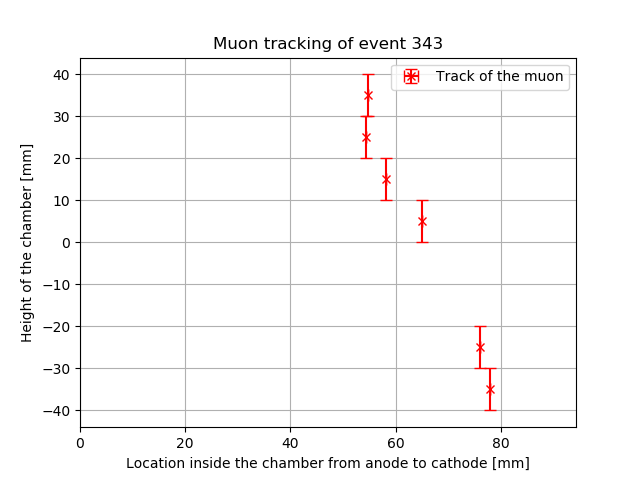 Muon tracking of event 343
Track of the muon
Height of the chamber [mm]
40
30
20
10
0
−10
−20
−30
−40
0 20 40 60 80
Location inside the chamber from anode to cathode [mm]